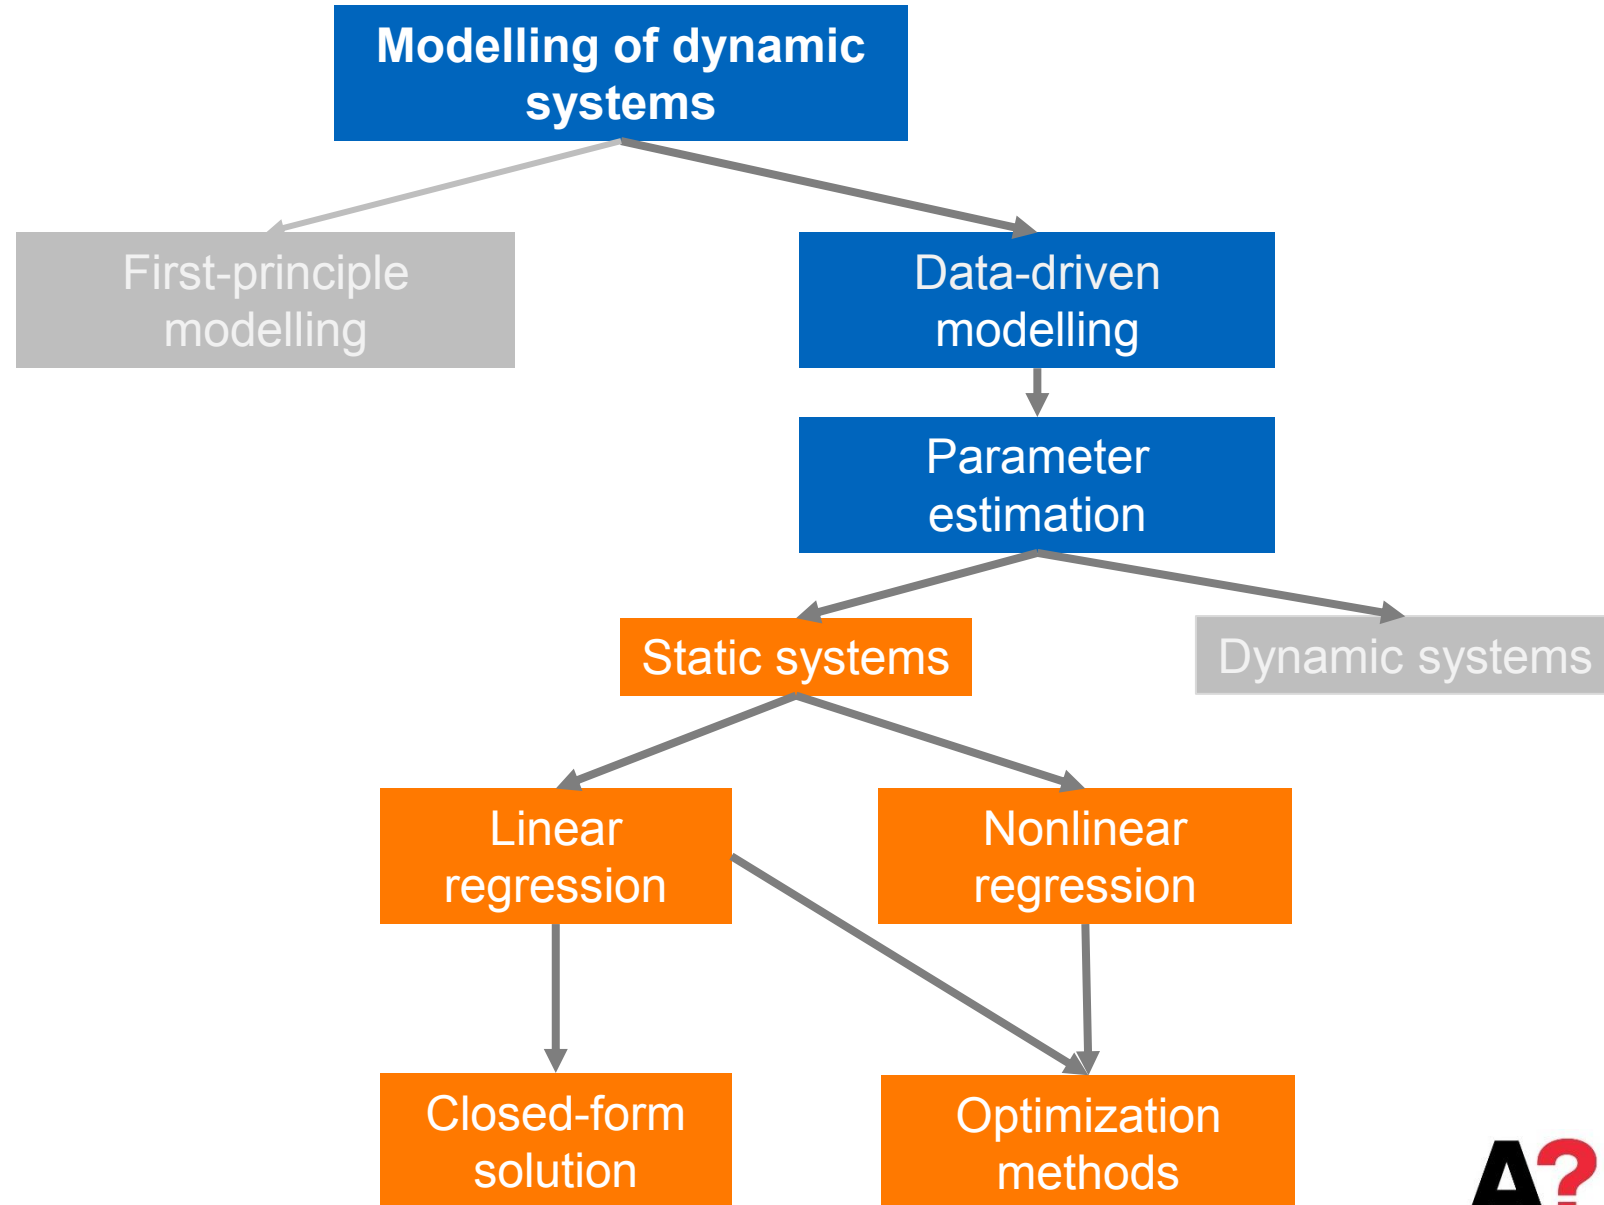 Modelling of dynamic
systems
First-principle
modelling
Data-driven
modelling
Parameter
estimation
Static systems
Dynamic systems
Linear
regression
Nonlinear
regression
Closed-form
solution
Optimization
methods
A?